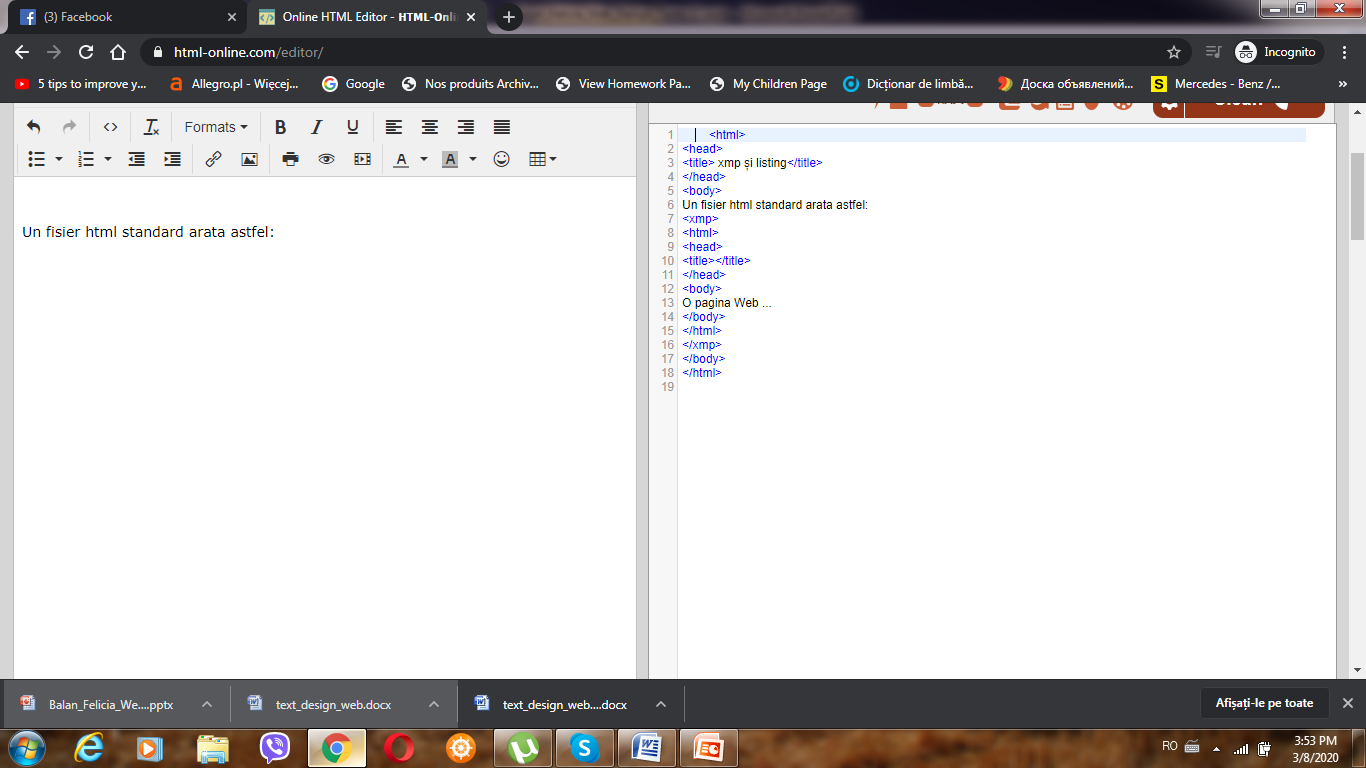 (3) Facebook
Online HTML Editor - HTML-Onli
html-online.com/editor/
Incognito
5 tips to improve y...
Allegro.pl - Więcej...
Google
Nos produits Archiv...
View Homework Pa...
My Children Page
Dicționar de limbă...
Доска объявлений...
Mercedes - Benz /...
»
Formats
B I U
A A
Un fisier html standard arata astfel:
1 <html>
2 <head>
3 <title> xmp și listing</title>
4 </head>
5 <body>
6 Un fisier html standard arata astfel:
7 <xmp>
8 <html>
9 <head>
10 <title></title>
11 </head>
12 <body>
13 O pagina Web ...
14 </body>
15 </html>
16 </xmp>
17 </body>
18 </html>
19
Balan_Felicia_We....pptx
text_design_web.docx
text_design_web....docx
Afișați-le pe toate
RO
3:53 PM
3/8/2020